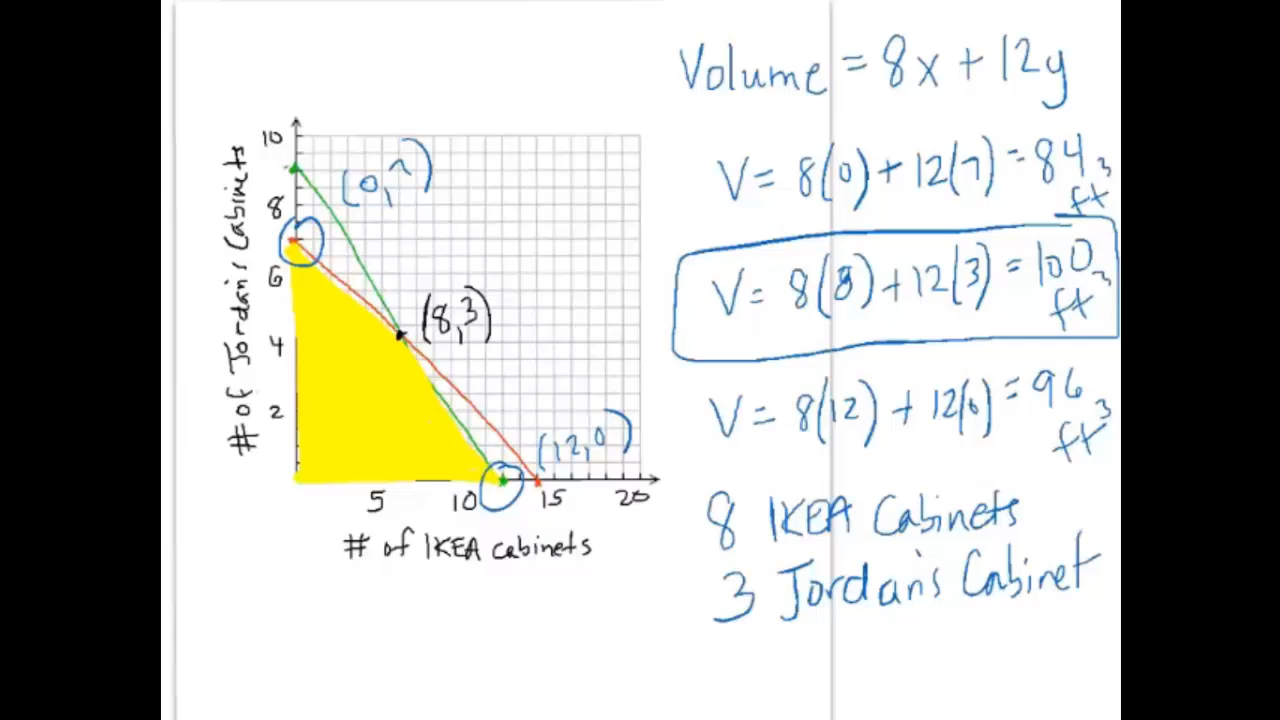 Volume = 8x + 12y
V = 8(0) + 12(7) = 84 ft³
V = 8(8) + 12(3) = 100 ft³
V = 8(12) + 12(0) = 96 ft³
8 IKEA Cabinets
3 Jordan's Cabinet
# of Jordan's Cabinets
10
8
6
4
2
(0,7)
(8,3)
(12,0)
5 10 15 20
# of IKEA cabinets